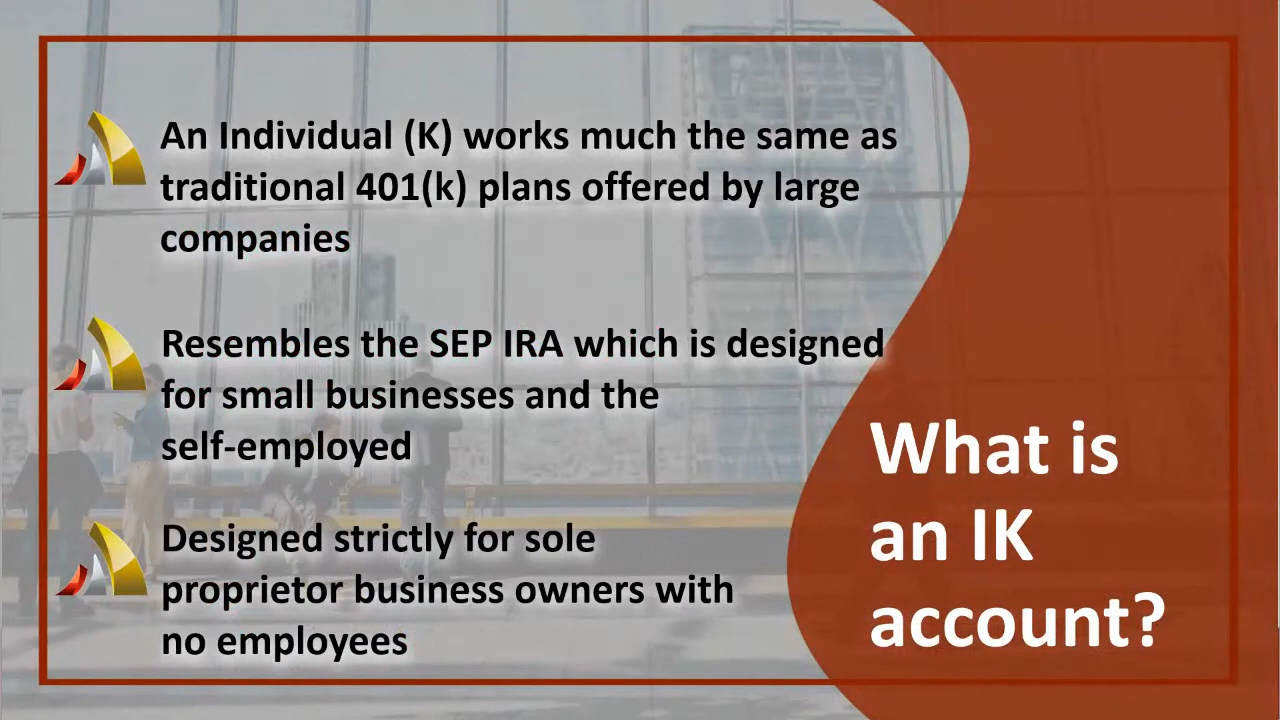 An Individual (K) works much the same as
traditional 401(k) plans offered by large
companies
Resembles the SEP IRA which is designed
for small businesses and the
self-employed
Designed strictly for sole
proprietor business owners with
no employees
What is
an IK
account?